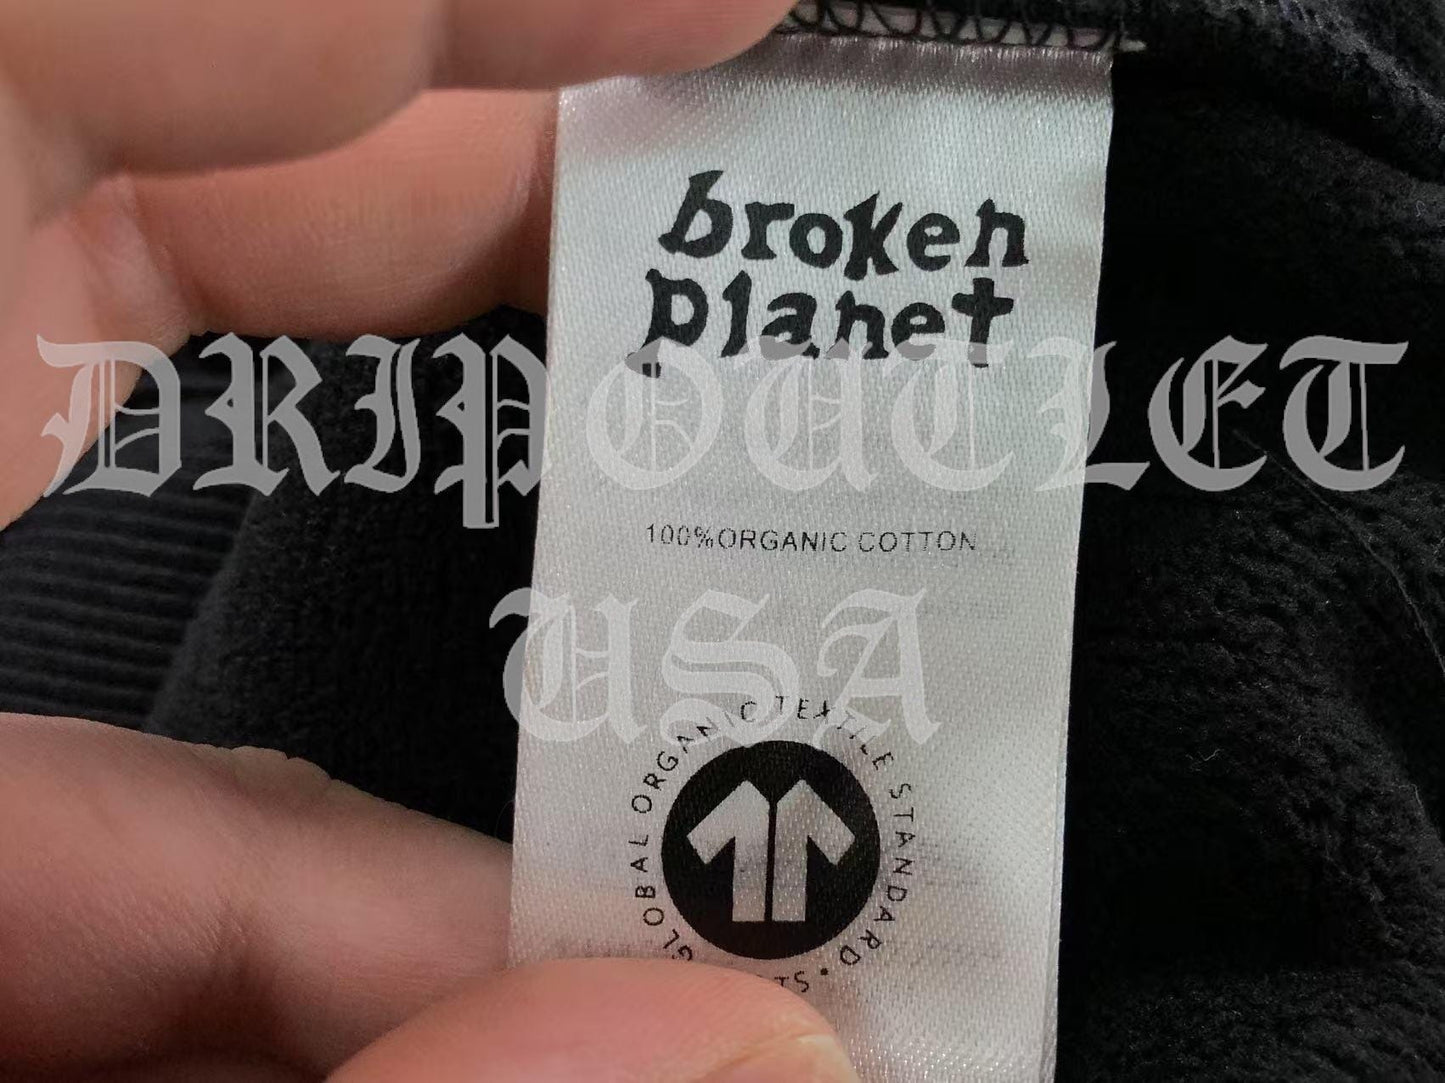 broken
planet
DRIPOUTLET
100%ORGANIC COTTON
USA
GLOBAL ORGANIC TEXTILE STANDARD •